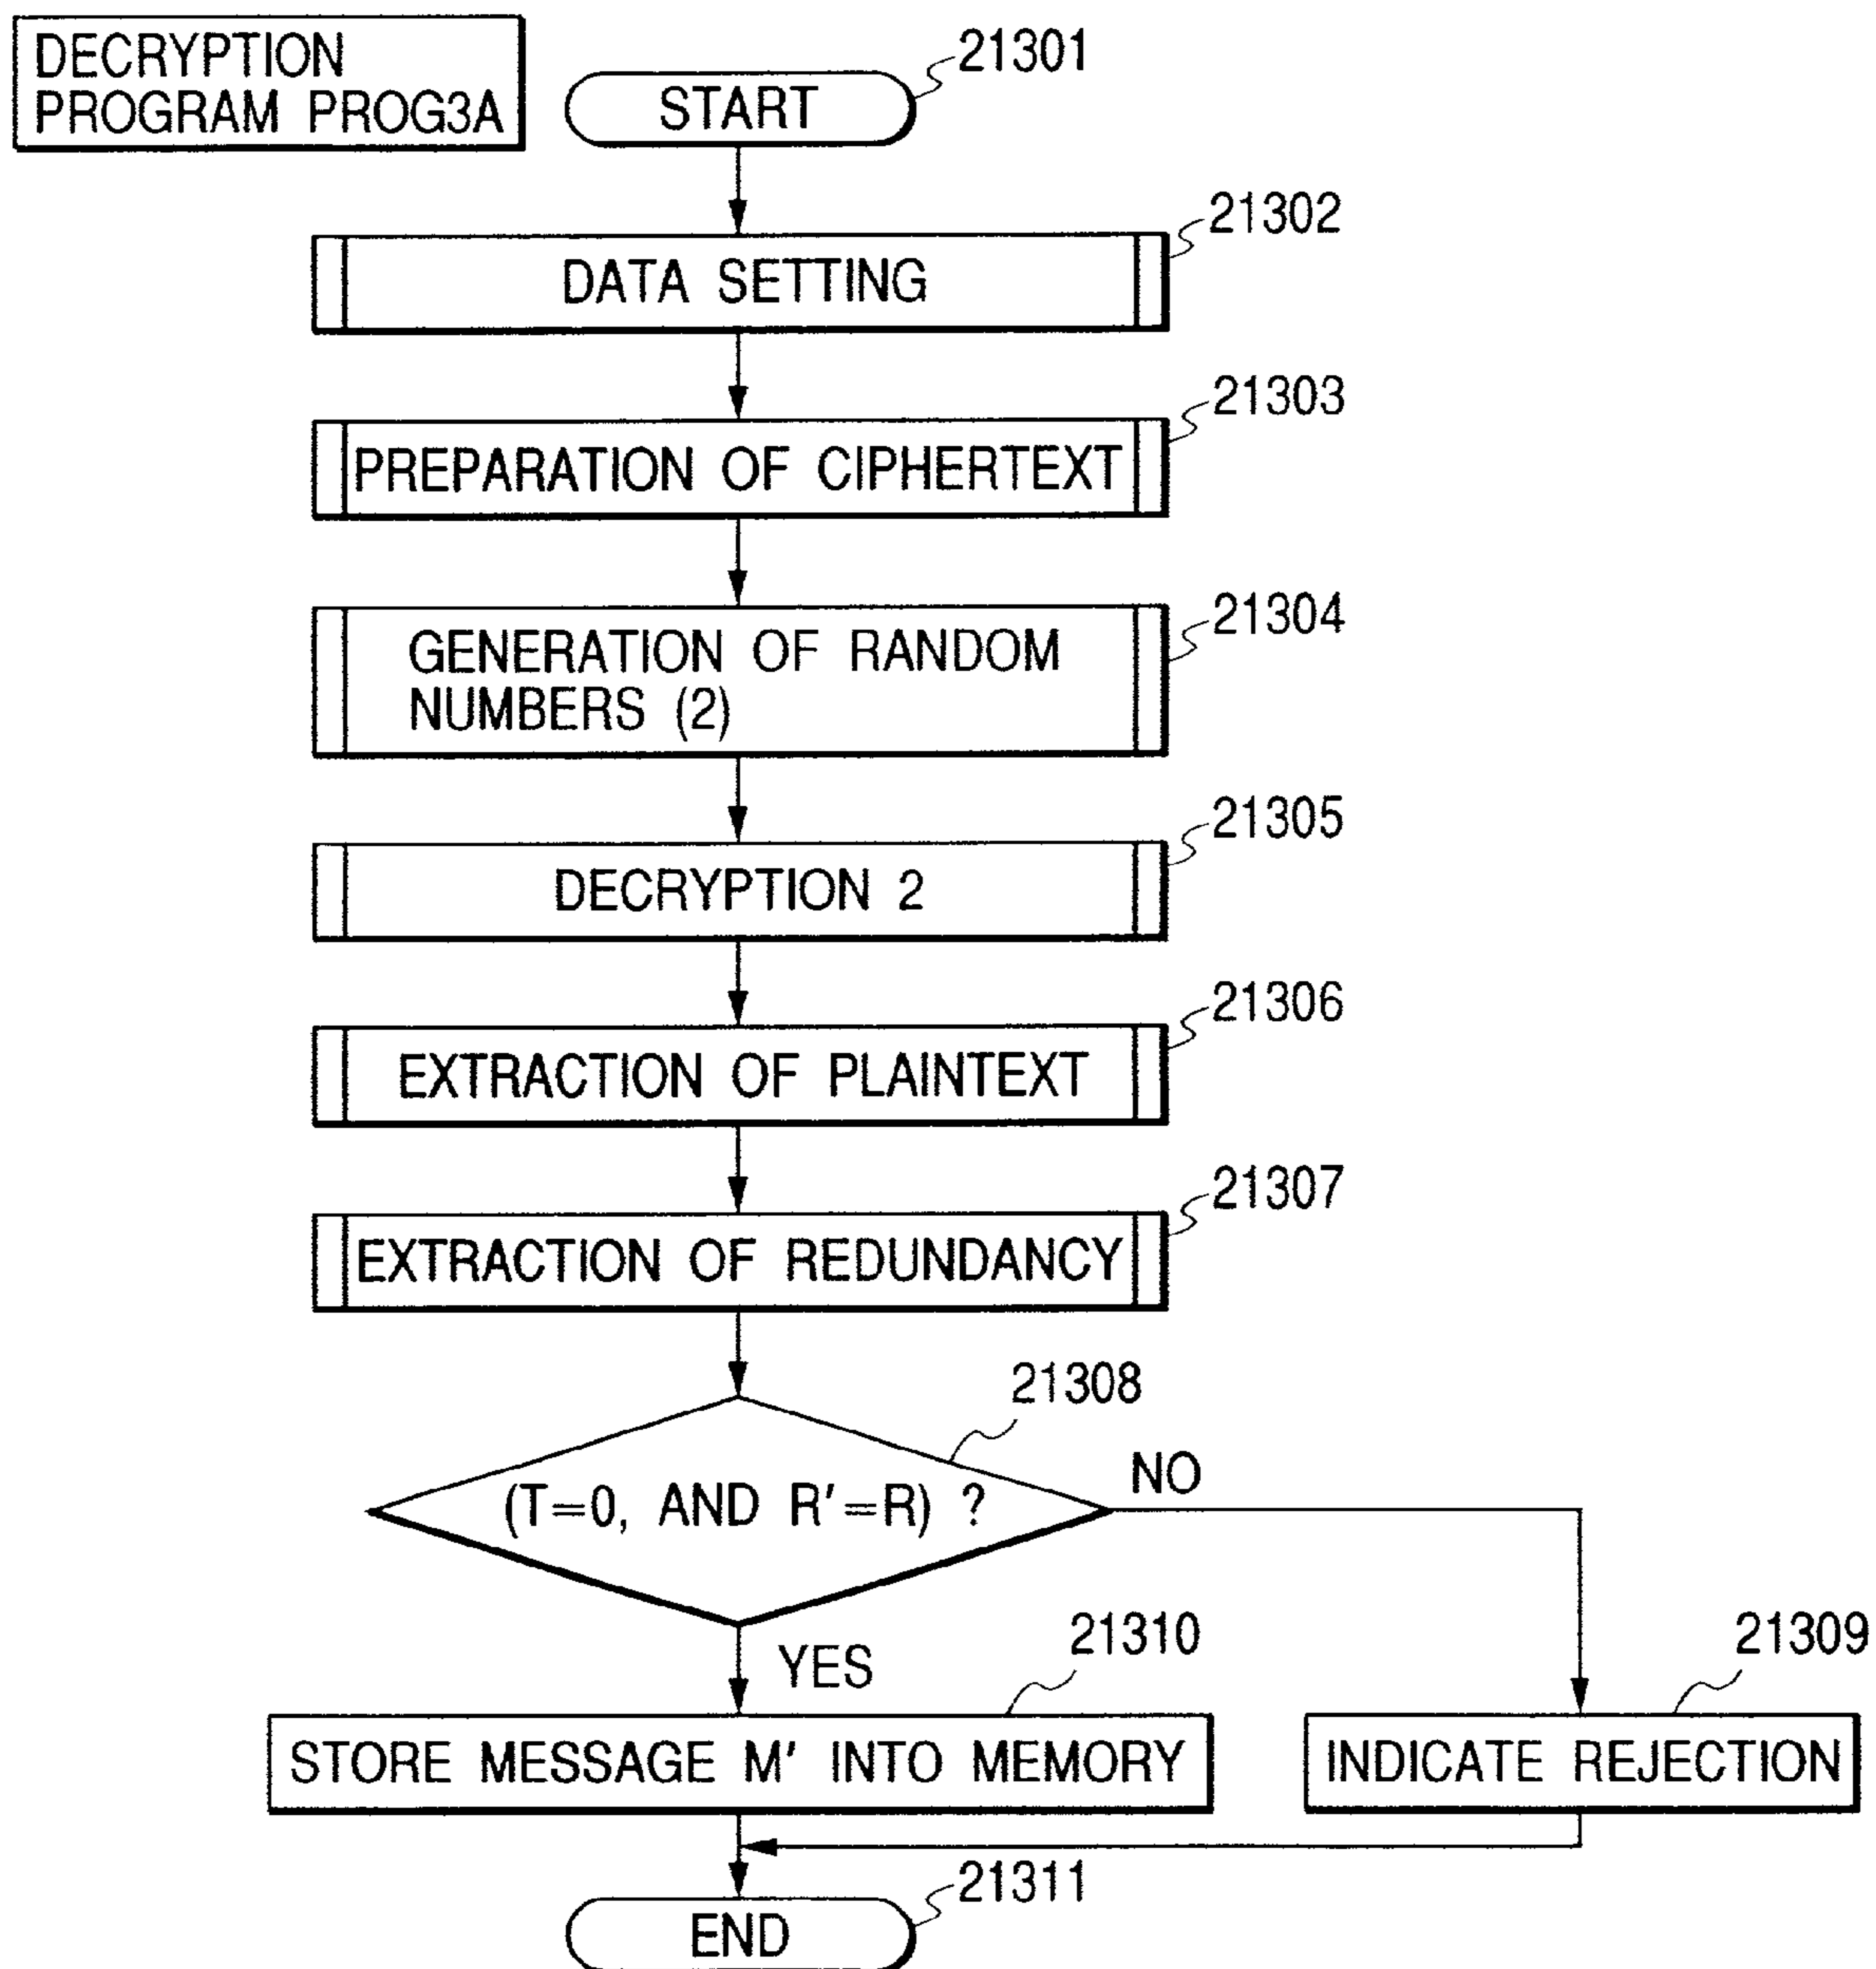 DECRYPTION
PROGRAM PROG3A
START
21301
DATA SETTING
21302
PREPARATION OF CIPHERTEXT
21303
GENERATION OF RANDOM
NUMBERS (2)
21304
DECRYPTION 2
21305
EXTRACTION OF PLAINTEXT
21306
EXTRACTION OF REDUNDANCY
21307
21308
(T=0, AND R'=R) ?
NO
YES
21310
21309
STORE MESSAGE M' INTO MEMORY
INDICATE REJECTION
21311
END